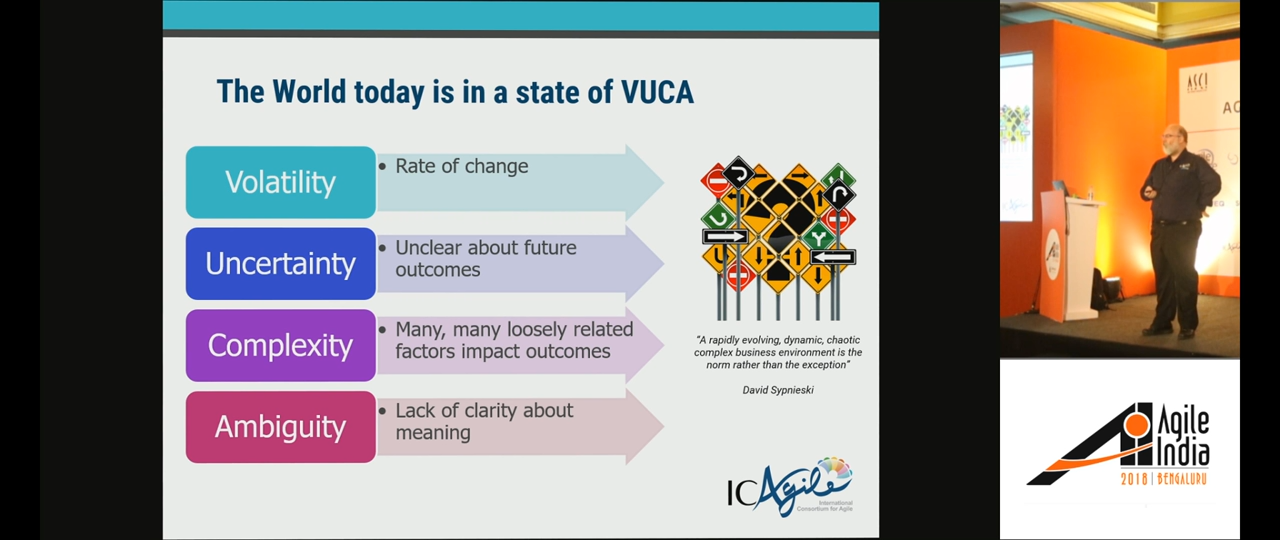 The World today is in a state of VUCA
Volatility
• Rate of change
Uncertainty
• Unclear about future
outcomes
Complexity
• Many, many loosely related
factors impact outcomes
Ambiguity
• Lack of clarity about
meaning
"A rapidly evolving, dynamic, chaotic
complex business environment is the
norm rather than the exception"
David Sypnieski
ICAgile
International
Consortium for Agile
ASCI
Agile
India
2018 | BENGALURU